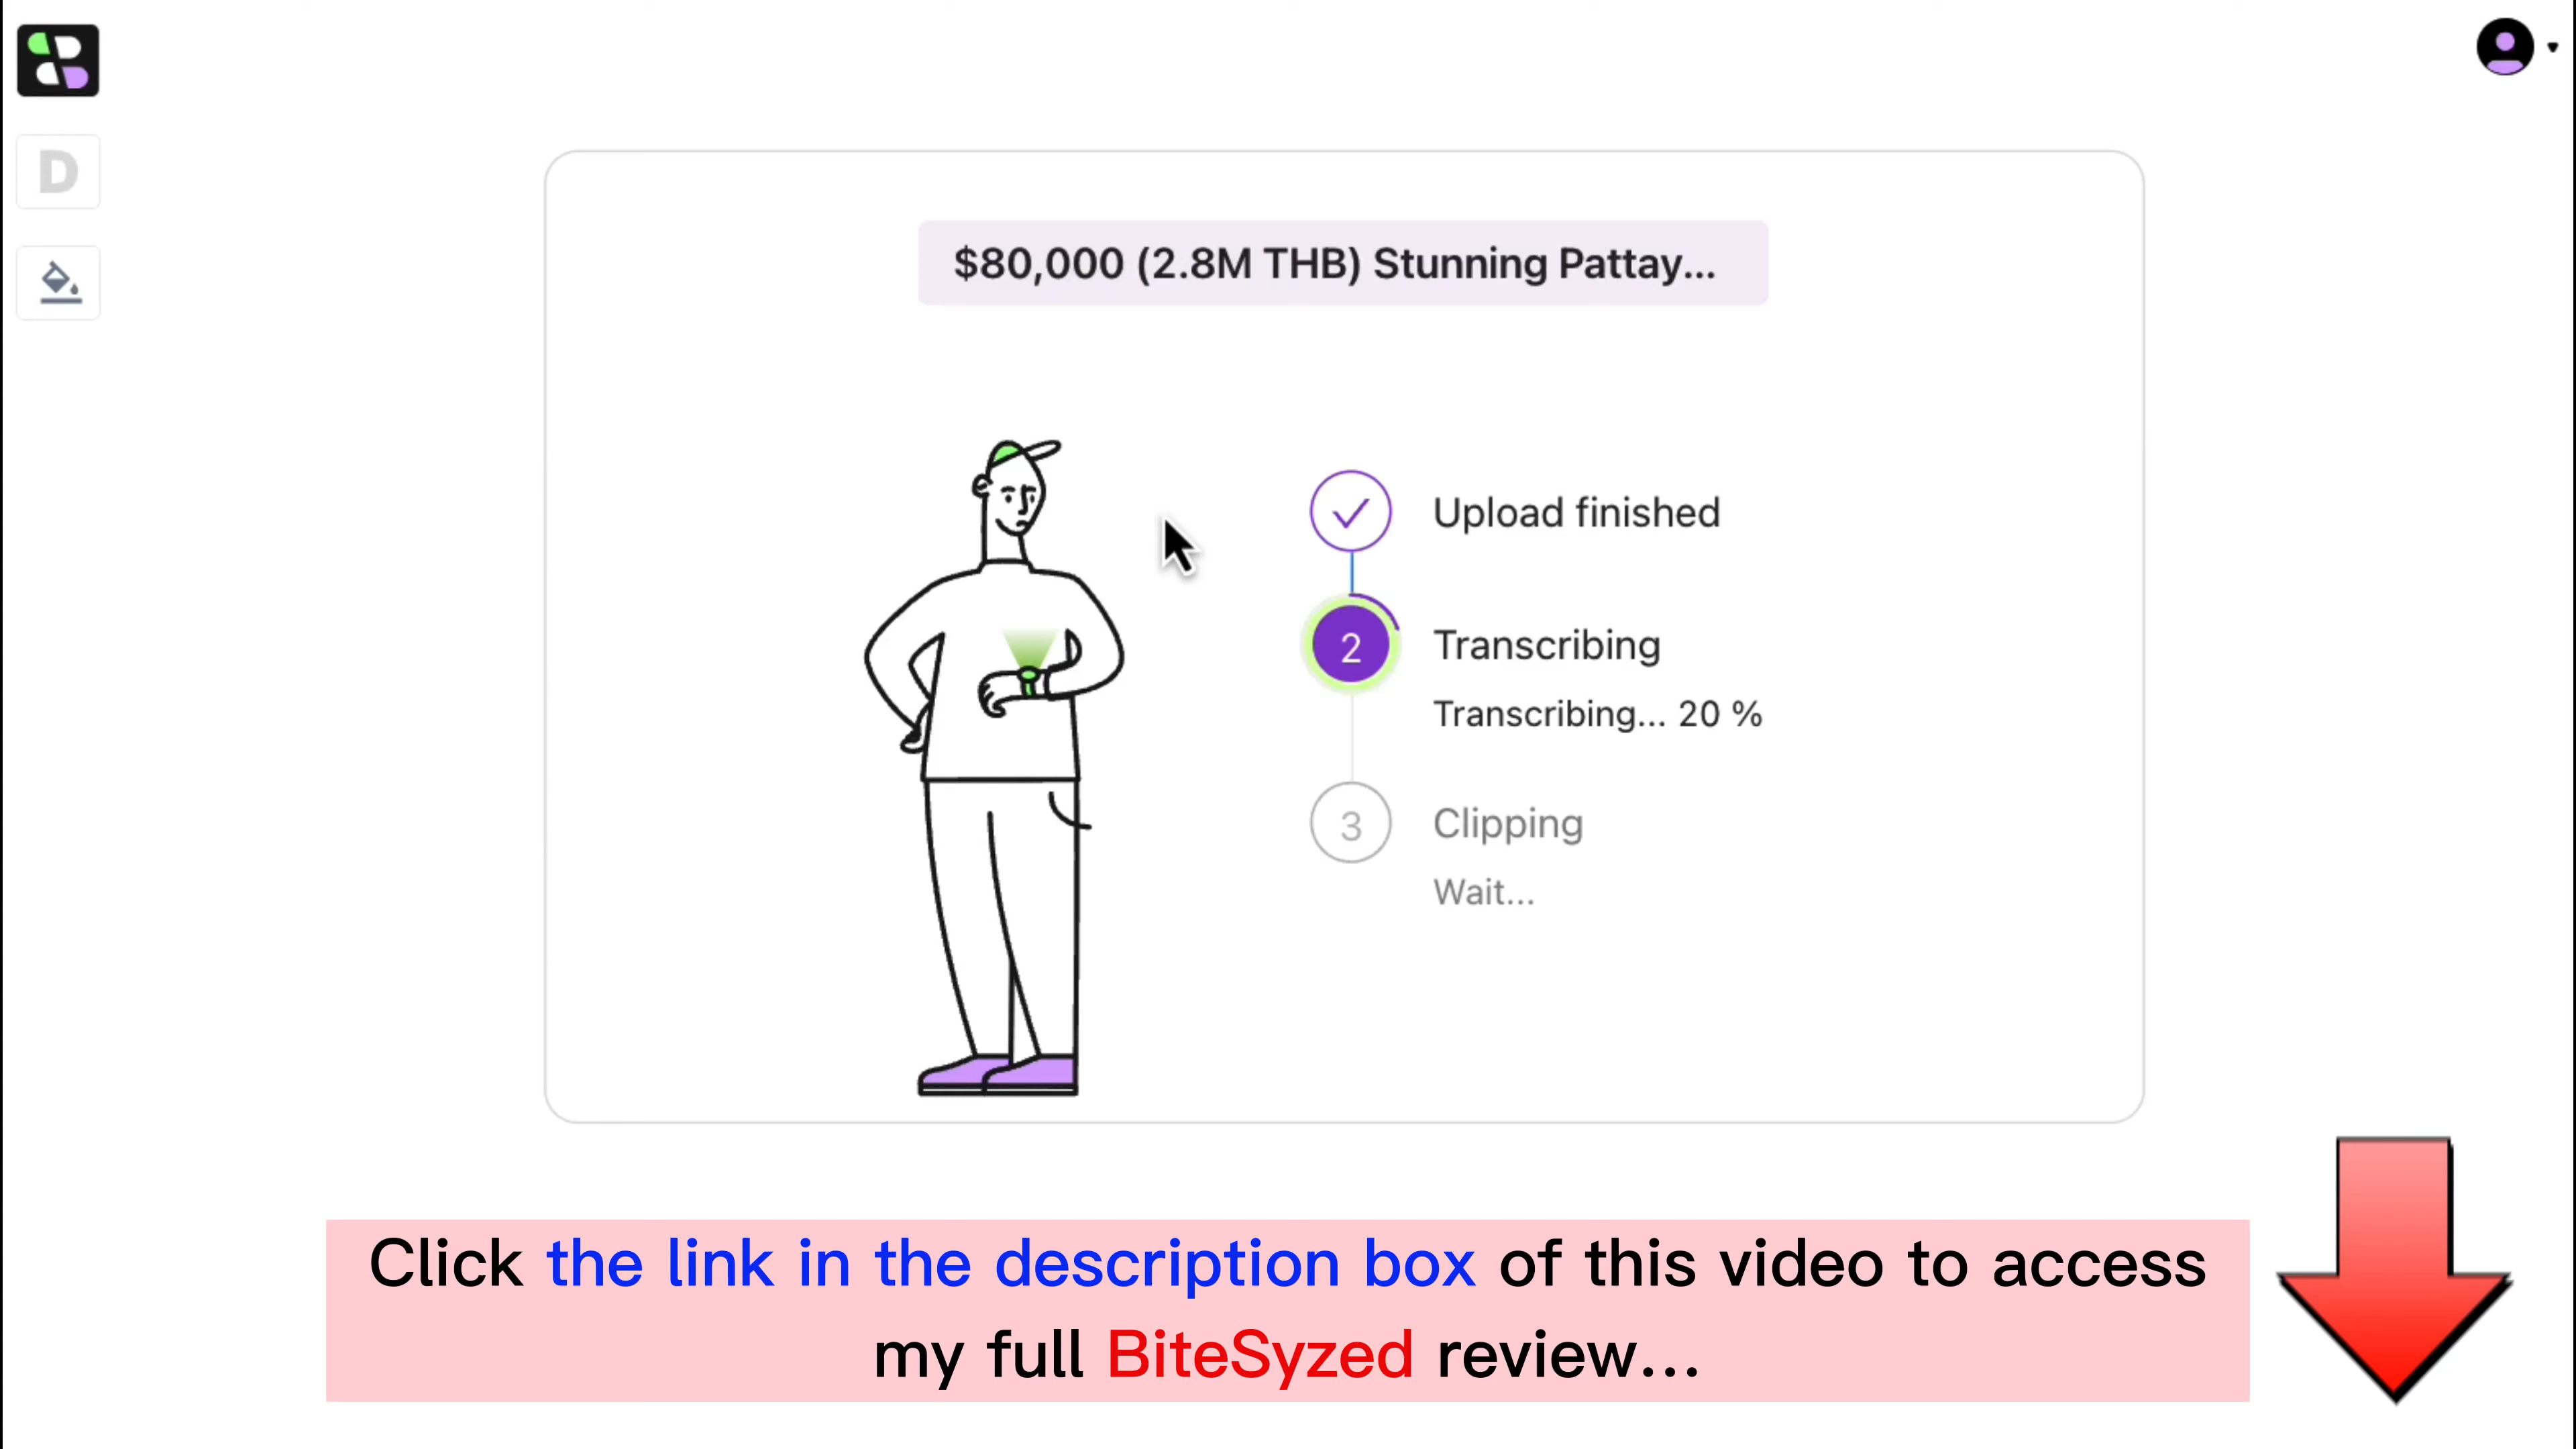 D
$80,000 (2.8M THB) Stunning Pattay...
Upload finished
2
Transcribing
Transcribing... 20 %
3
Clipping
Wait...
Click the link in the description box of this video to access
my full BiteSyzed review...